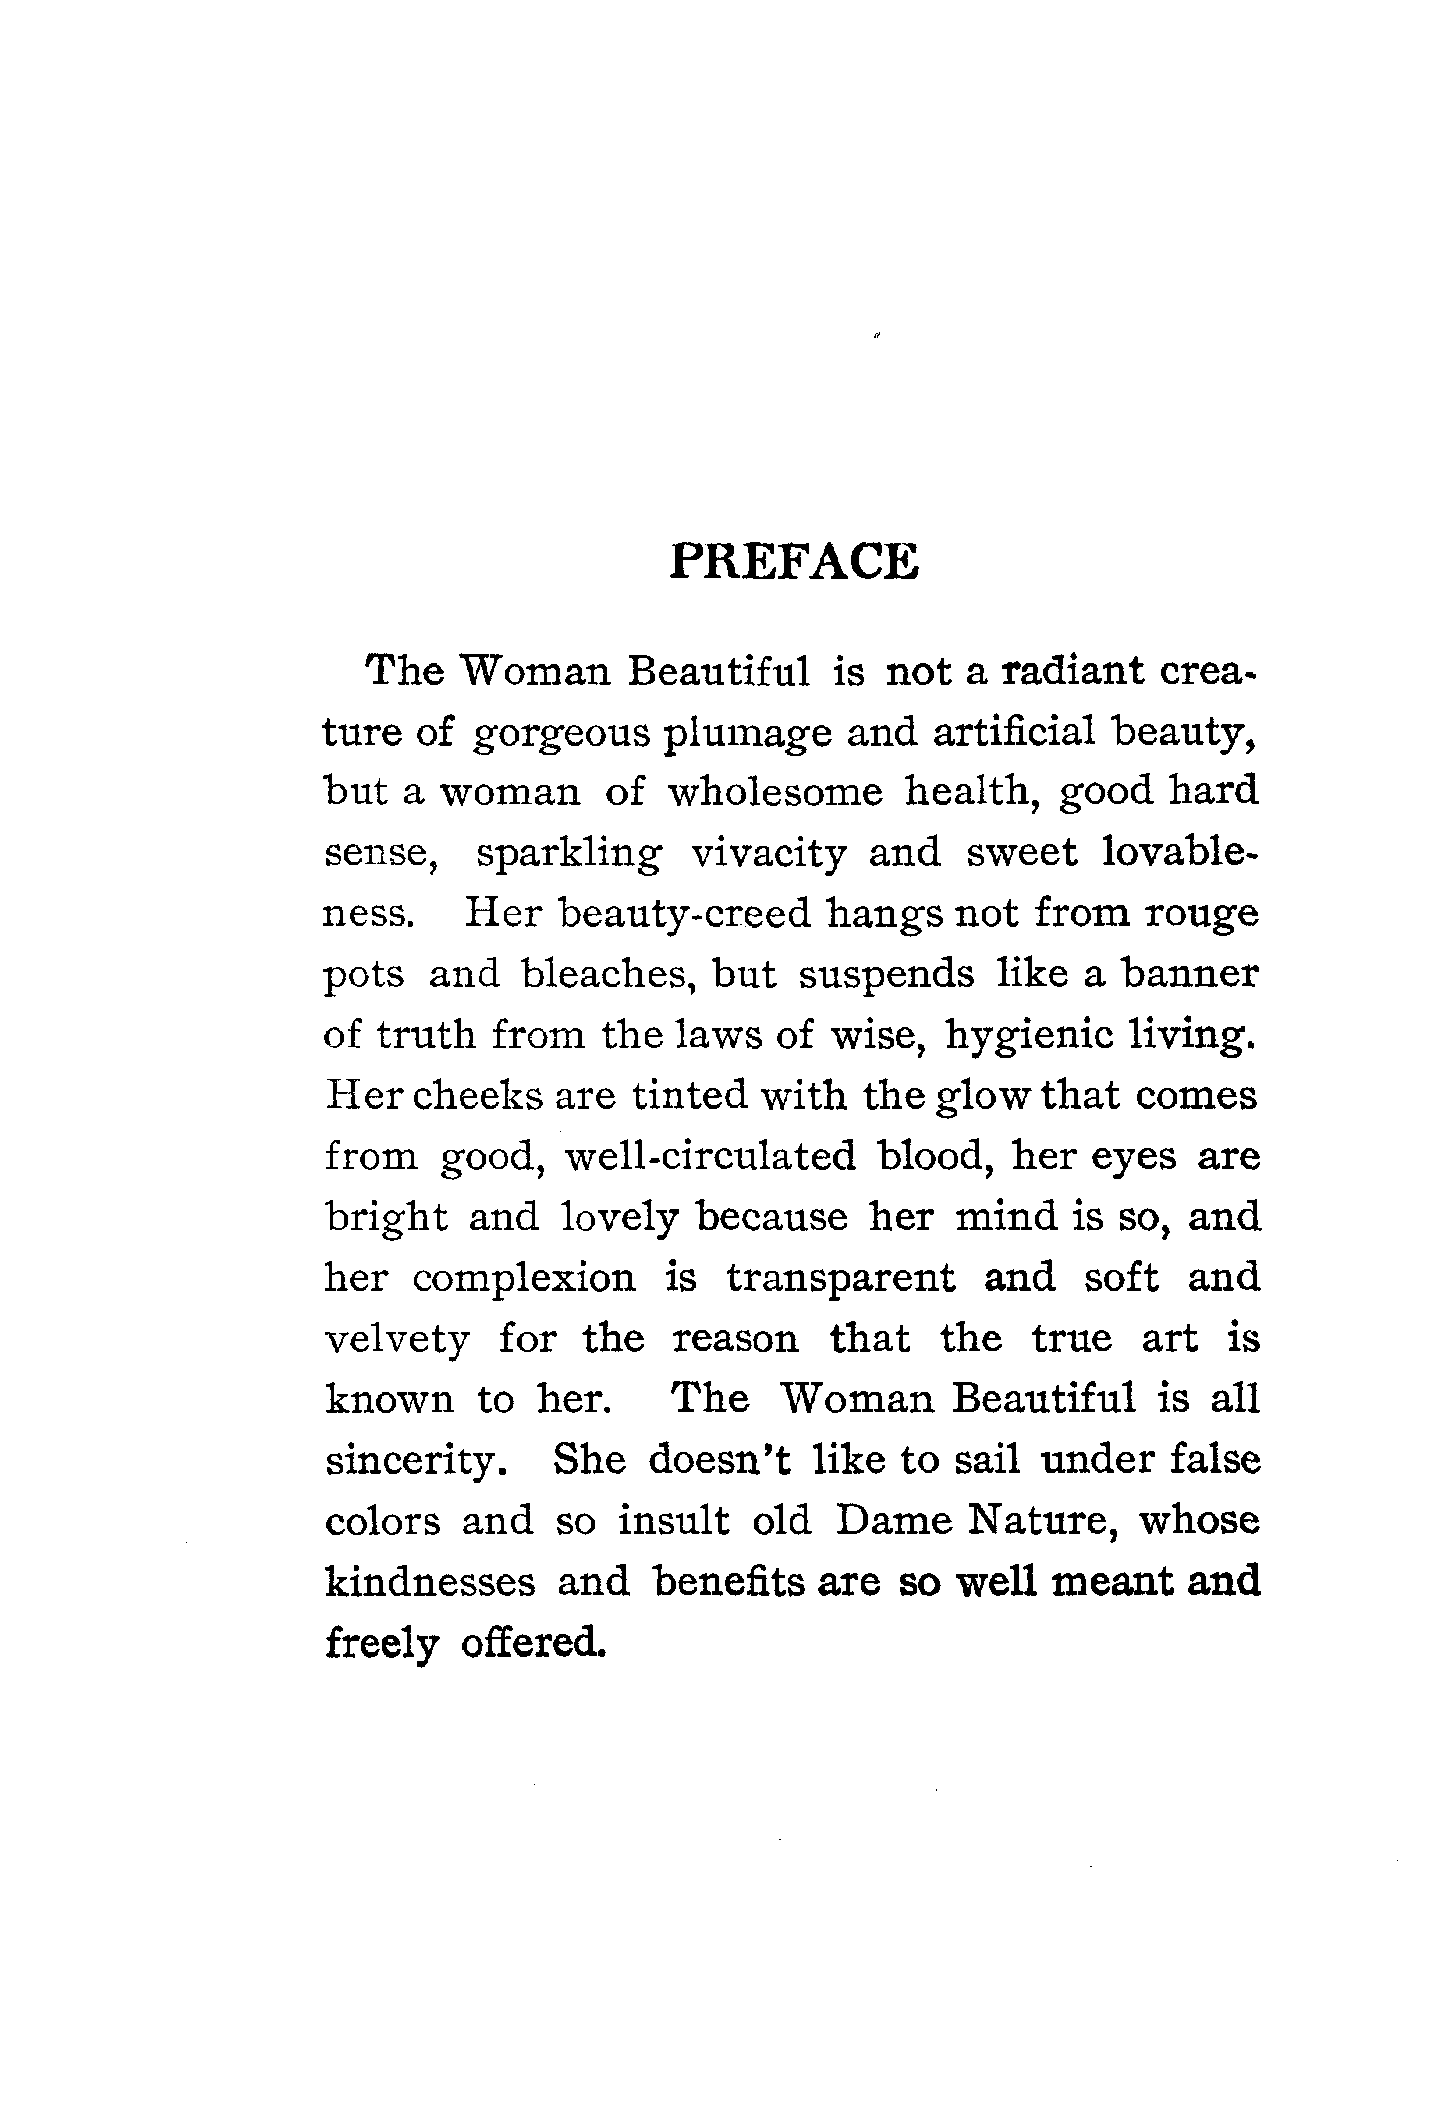 PREFACE
The Woman Beautiful is not a radiant crea-
ture of gorgeous plumage and artificial beauty,
but a woman of wholesome health, good hard
sense, sparkling vivacity and sweet lovable-
ness. Her beauty-creed hangs not from rouge
pots and bleaches, but suspends like a banner
of truth from the laws of wise, hygienic living.
Her cheeks are tinted with the glow that comes
from good, well-circulated blood, her eyes are
bright and lovely because her mind is so, and
her complexion is transparent and soft and
velvety for the reason that the true art is
known to her. The Woman Beautiful is all
sincerity. She doesn't like to sail under false
colors and so insult old Dame Nature, whose
kindnesses and benefits are so well meant and
freely offered.